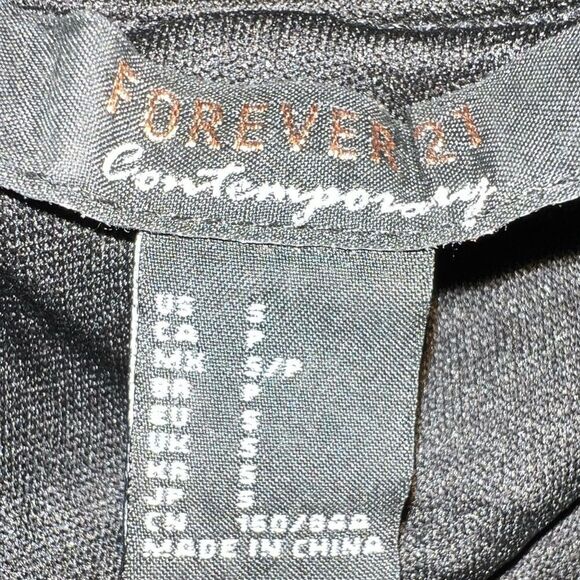 FOREVER 21
Contemporary
US S
CA P
MX S/P
BR P
EU S
UK S
KR S
JP S
CN 160/84A
MADE IN CHINA